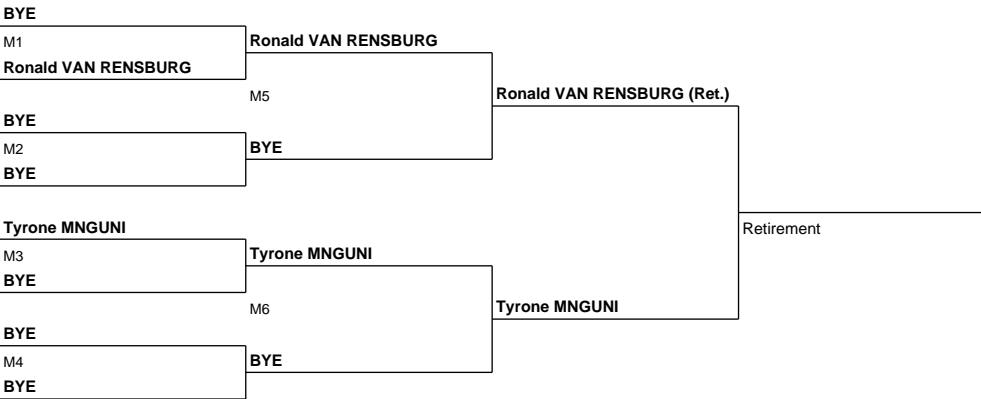 BYE
M1
Ronald VAN RENSBURG
Ronald VAN RENSBURG
M5
Ronald VAN RENSBURG (Ret.)
BYE
M2
BYE
BYE
Tyrone MNGUNI
Retirement
M3
Tyrone MNGUNI
BYE
M6
Tyrone MNGUNI
BYE
M4
BYE
BYE